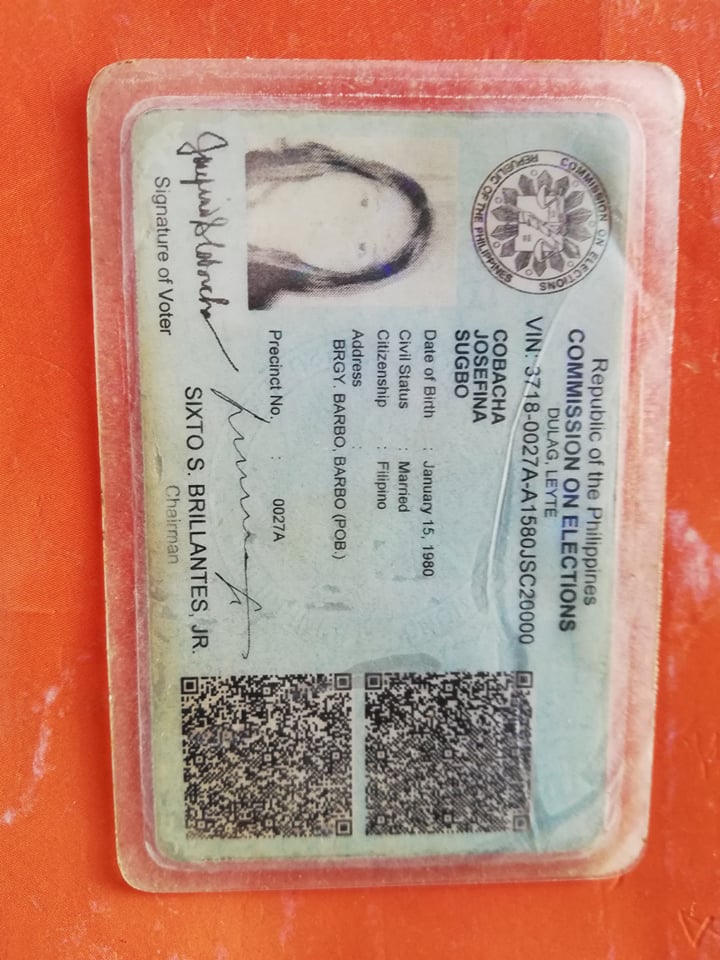 Republic of the Philippines
COMMISSION ON ELECTIONS
DULAG, LEYTE
VIN: 3718-0027A-A1580JSC20000
COMMISSION ON ELECTIONS
REPUBLIC OF THE PHILIPPINES
COBACHA
JOSEFINA
SUGBO
Date of Birth : January 15, 1980
Civil Status : Married
Citizenship : Filipino
Address :
BRGY. BARBO, BARBO (POB.)
Precinct No. : 0027A
Signature of Voter
SIXTO S. BRILLANTES, JR.
Chairman